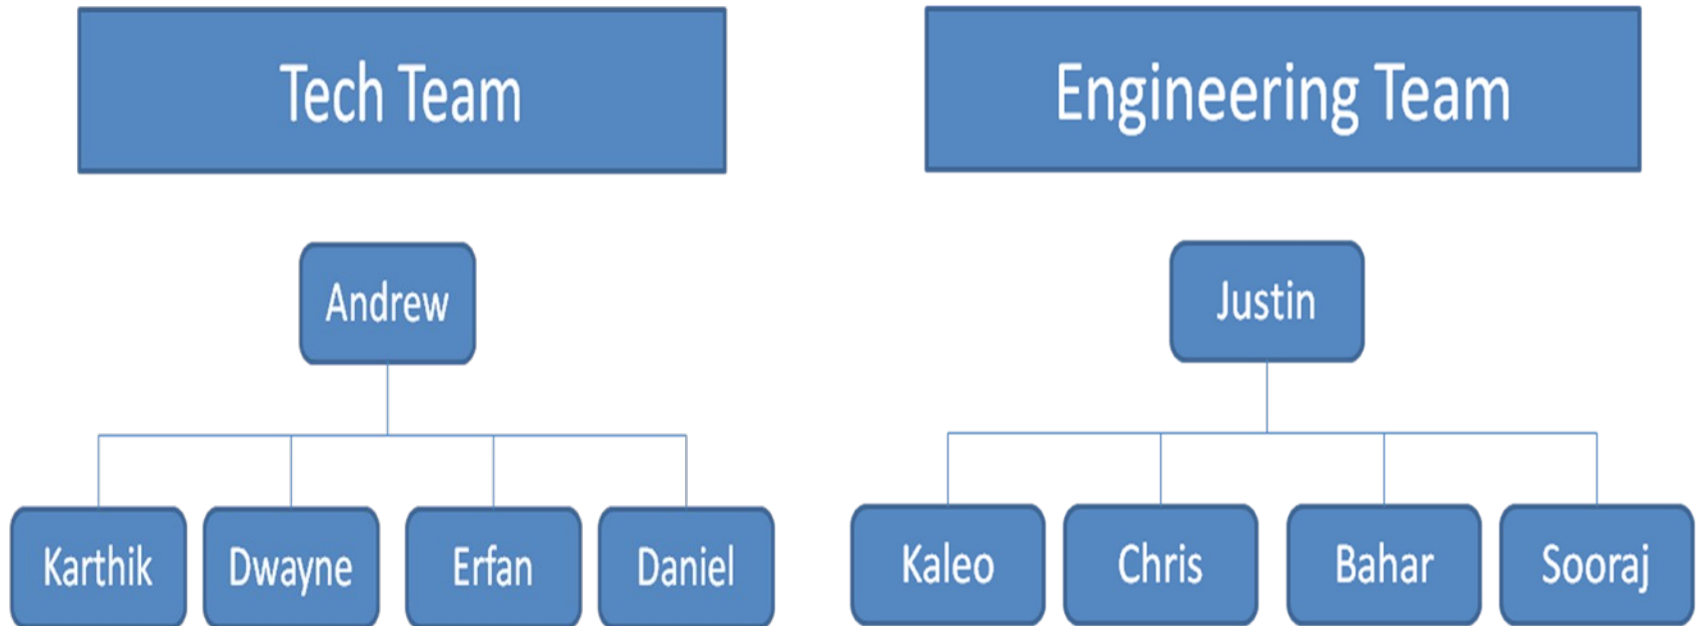 Tech Team
Engineering Team
Andrew
Justin
Karthik
Dwayne
Erfan
Daniel
Kaleo
Chris
Bahar
Sooraj